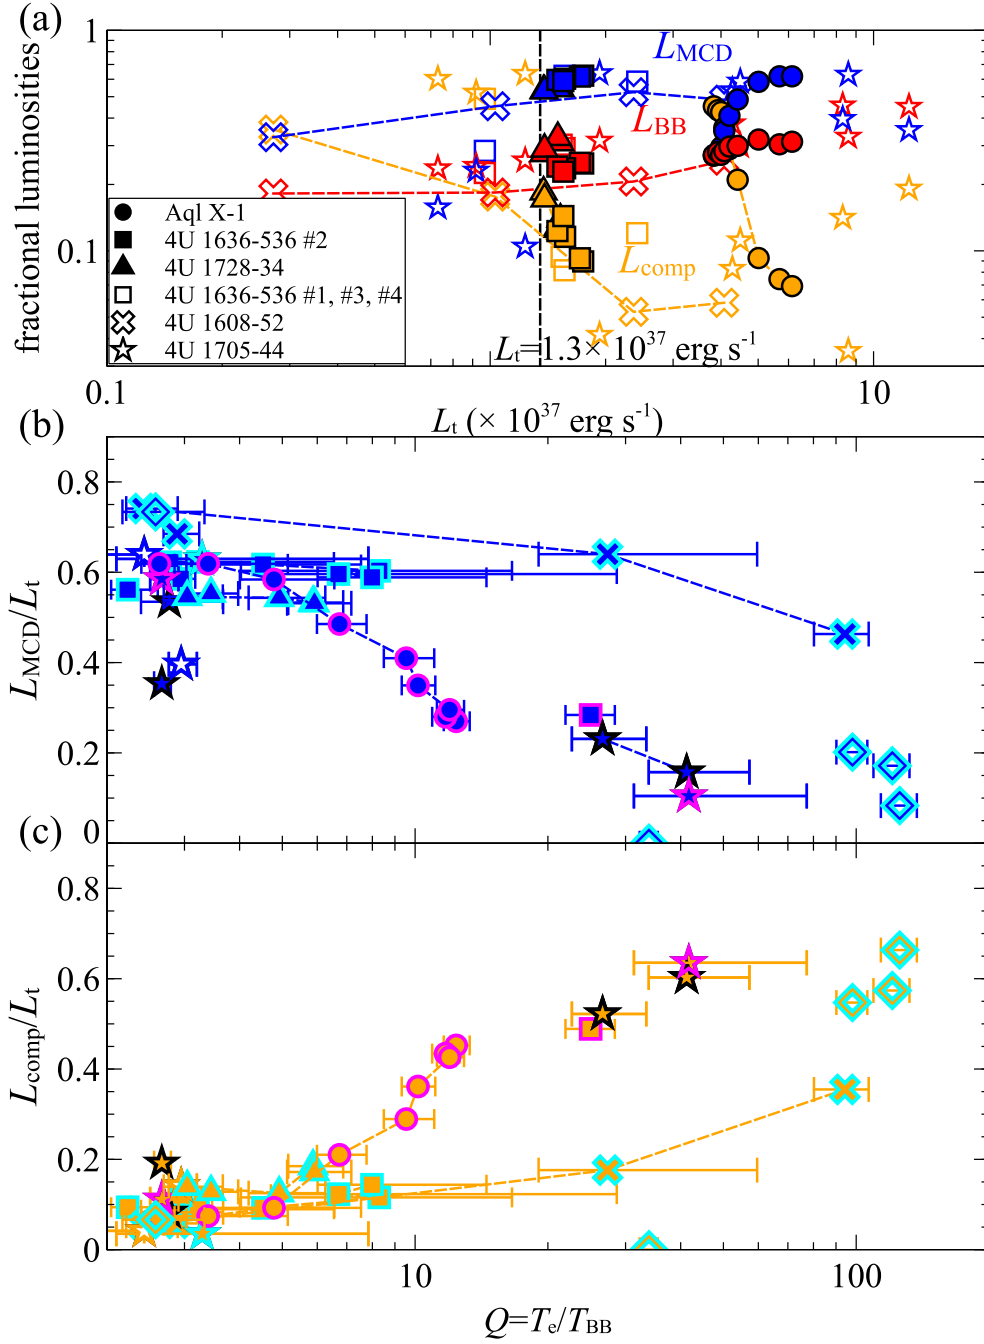 (a)
fractional luminosities
1
0.1
L_MCD
L_BB
L_comp
Aql X-1
4U 1636-536 #2
4U 1728-34
4U 1636-536 #1, #3, #4
4U 1608-52
4U 1705-44
L_t=1.3× 10^37 erg s^-1
0.1
10
L_t (× 10^37 erg s^-1)
(b)
L_MCD/L_t
0.8
0.6
0.4
0.2
0
(c)
L_comp/L_t
0.8
0.6
0.4
0.2
0
10
100
Q=T_e/T_BB